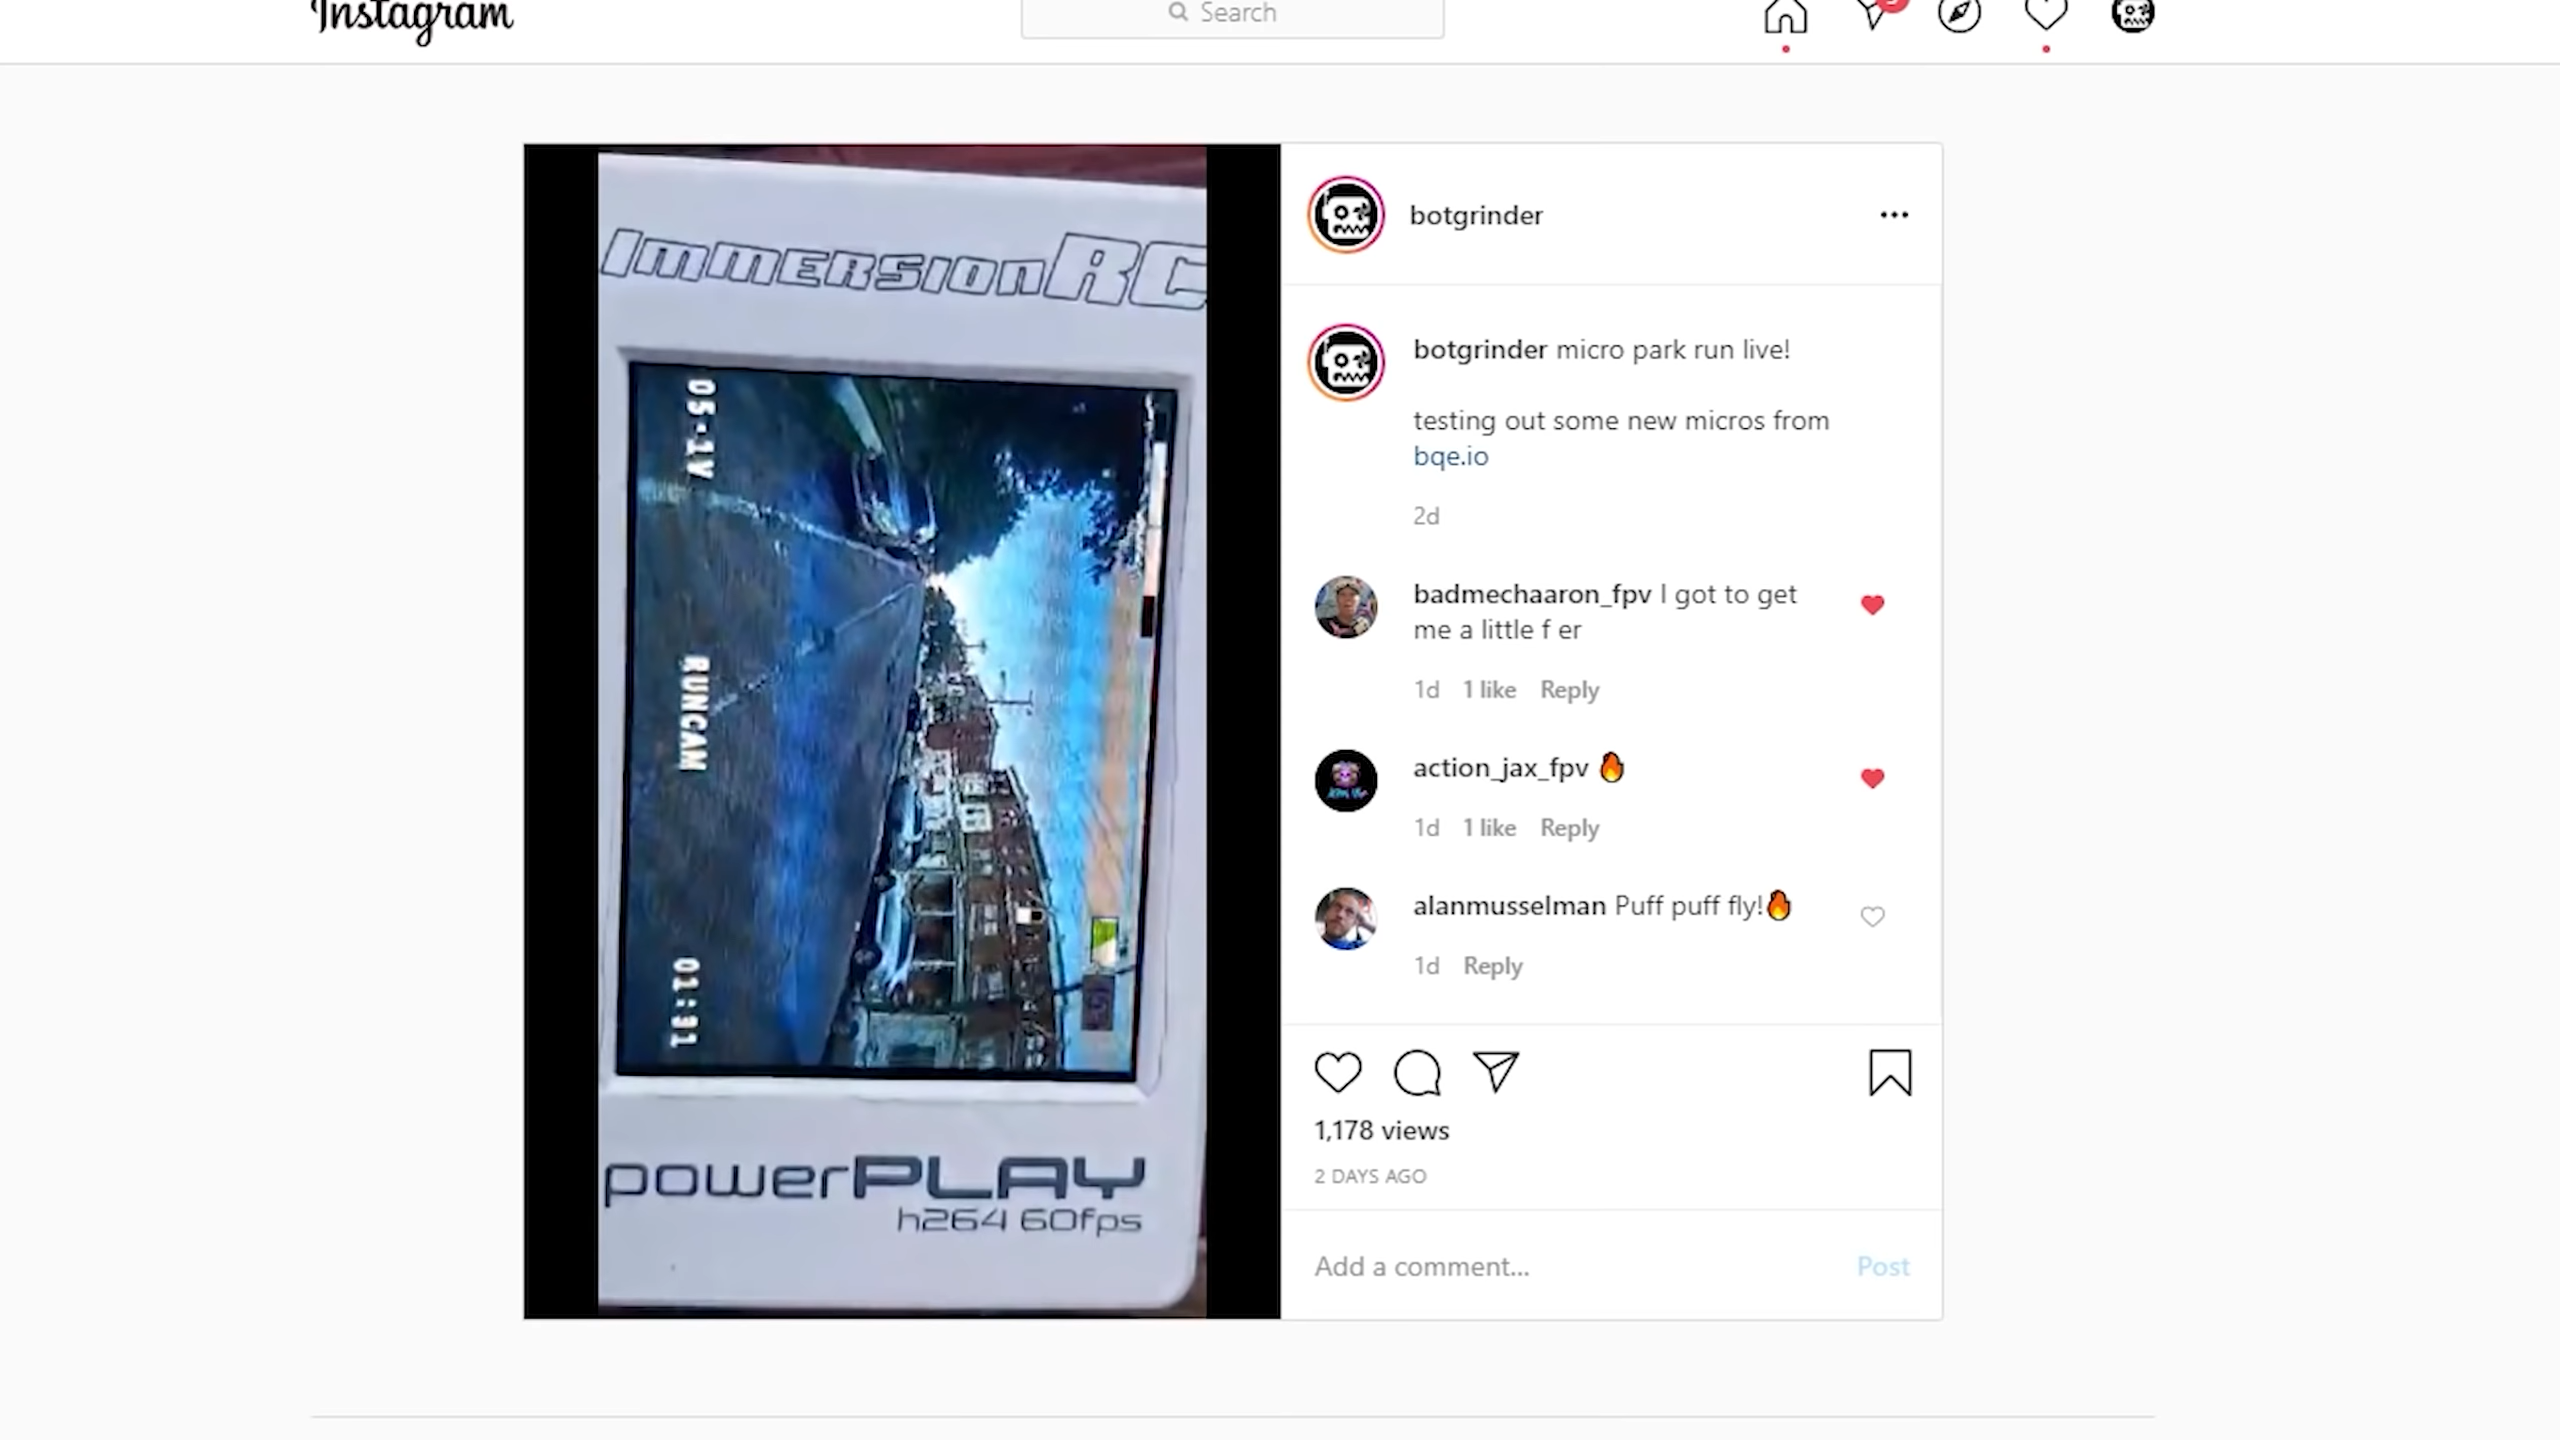 Instagram
Search
ImmersionRC
05:1V
RUNCAM
01:31
powerPLAY
h264 60fps
botgrinder
botgrinder micro park run live!
testing out some new micros from
bqe.io
2d
badmechaaron_fpv I got to get
me a little f er
1d 1 like Reply
action_jax_fpv 🔥
1d 1 like Reply
alanmusselman Puff puff fly!🔥
1d Reply
1,178 views
2 DAYS AGO
Add a comment... Post